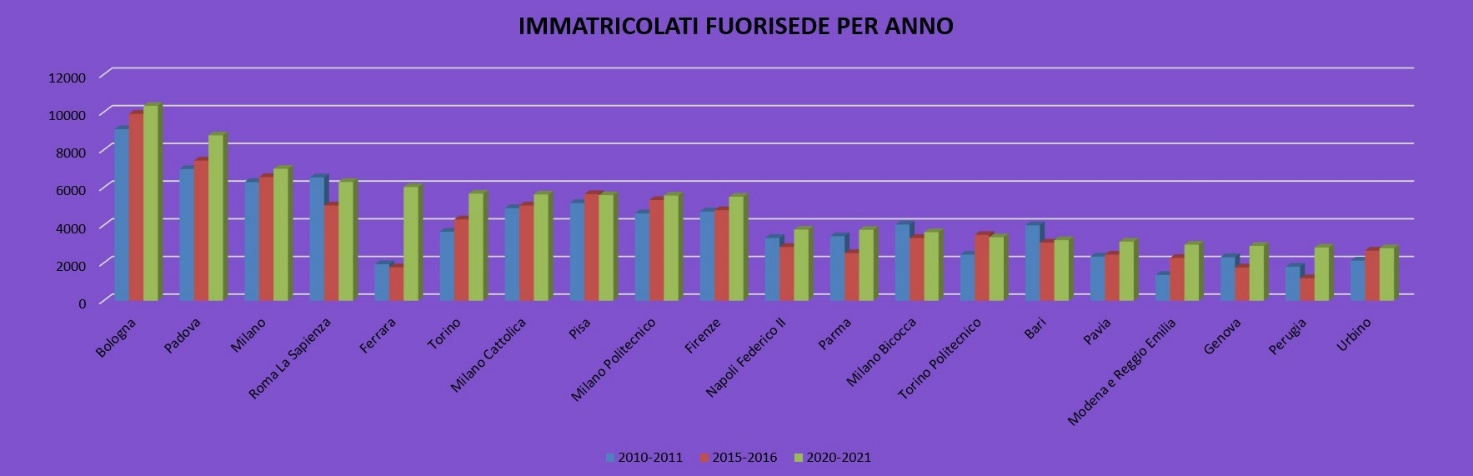 IMMATRICOLATI FUORISEDE PER ANNO
12000
10000
8000
6000
4000
2000
0
Bologna
Padova
Milano
Roma La Sapienza
Ferrara
Torino
Milano Cattolica
Pisa
Milano Politecnico
Firenze
Napoli Federico II
Parma
Milano Bicocca
Torino Politecnico
Bari
Pavia
Modena e Reggio Emilia
Genova
Perugia
Urbino
2010-2011 2015-2016 2020-2021